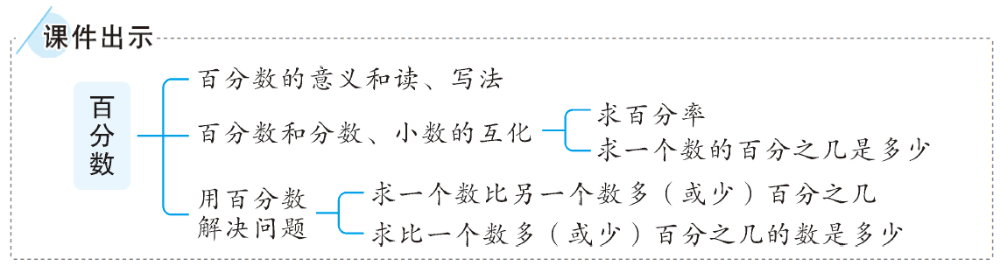 课件出示
百分数
百分数的意义和读、写法
百分数和分数、小数的互化
求百分率
求一个数的百分之几是多少
用百分数
解决问题
求一个数比另一个数多（或少）百分之几
求比一个数多（或少）百分之几的数是多少